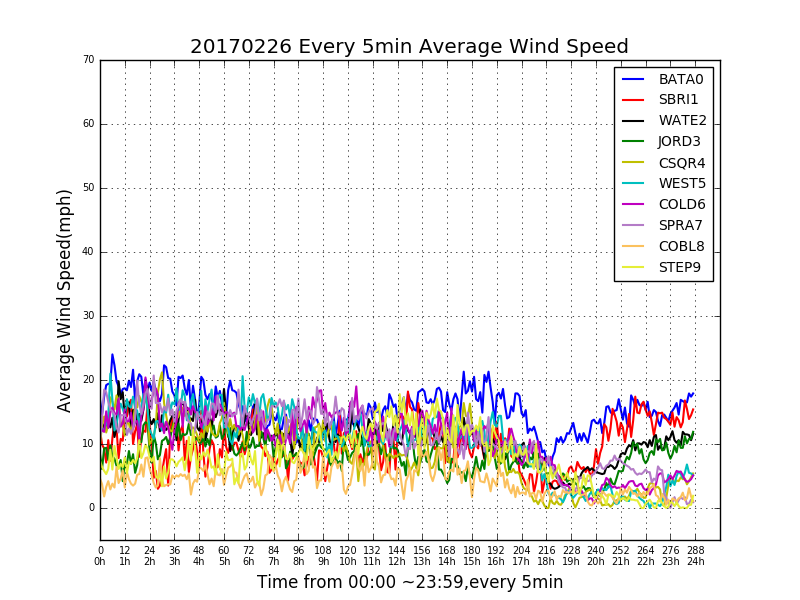 20170226 Every 5min Average Wind Speed
70
60
50
40
30
20
10
0
Average Wind Speed(mph)
BATA0
SBRI1
WATE2
JORD3
CSQR4
WEST5
COLD6
SPRA7
COBL8
STEP9
0 12 24 36 48 60 72 84 96 108 120 132 144 156 168 180 192 204 216 228 240 252 264 276 288
0h 1h 2h 3h 4h 5h 6h 7h 8h 9h 10h 11h 12h 13h 14h 15h 16h 17h 18h 19h 20h 21h 22h 23h 24h
Time from 00:00 ~23:59,every 5min